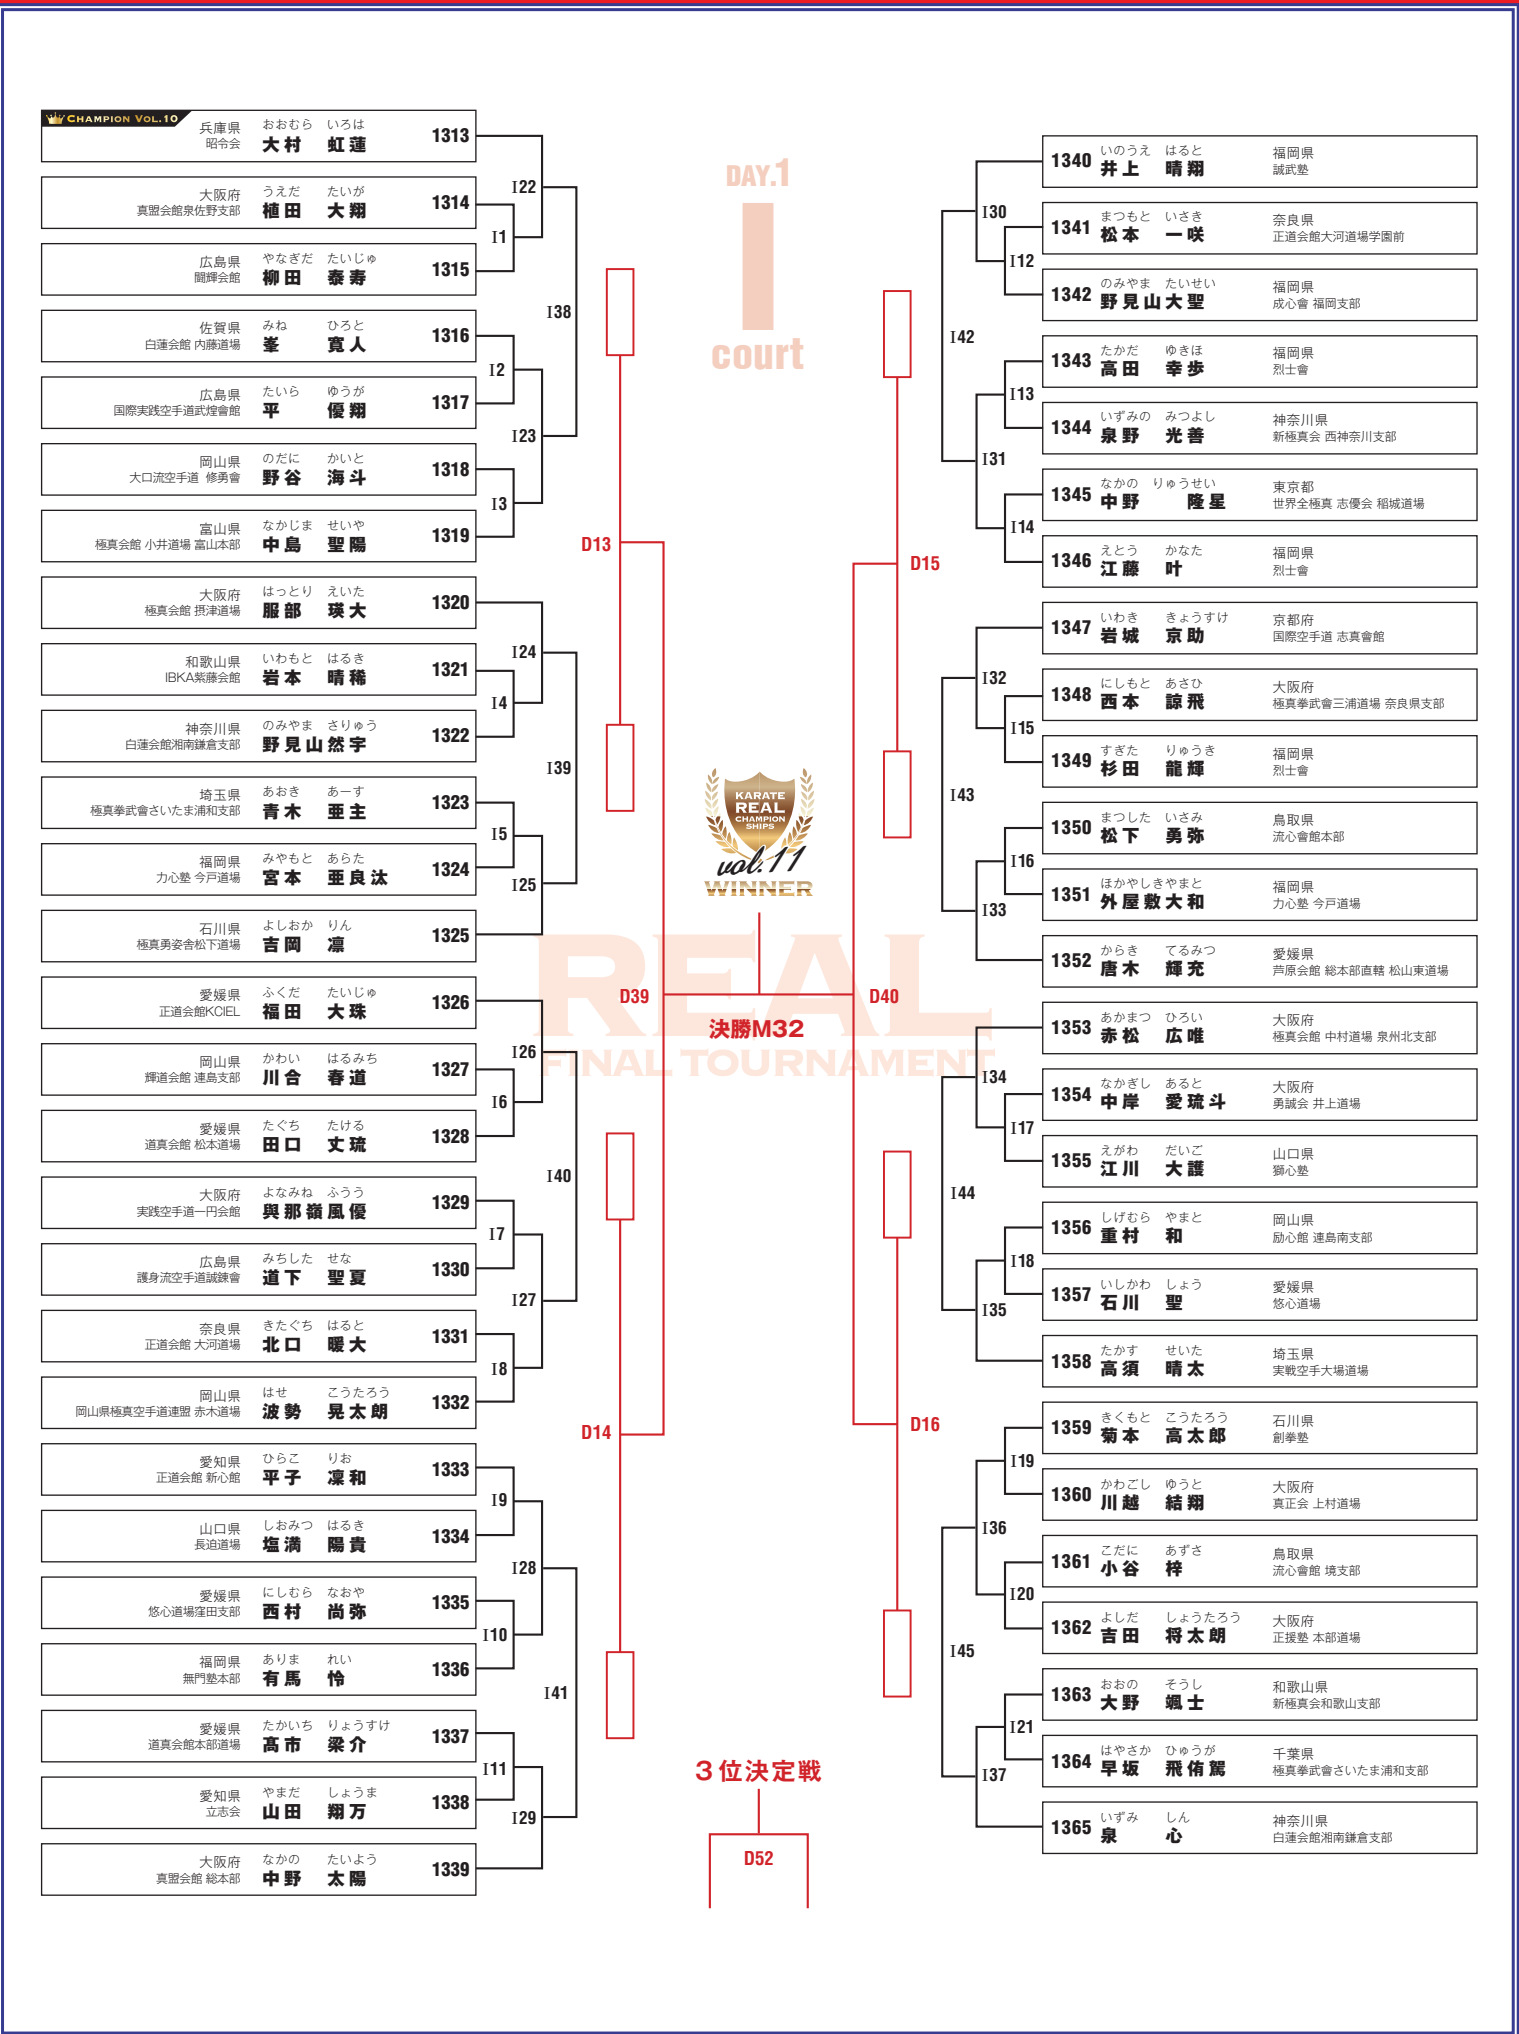 CHAMPION VOL.10
兵庫県 おおむら いろは
昭令会 大村 虹蓮 1313
大阪府 うえだ たいが
真盟会館泉佐野支部 植田 大翔 1314
広島県 やなぎだ たいじゅ
闘輝会館 柳田 泰寿 1315
佐賀県 みね ひろと
白蓮会館 内藤道場 峯 寛人 1316
広島県 たいら ゆうが
国際実践空手道武煌會館 平 優翔 1317
岡山県 のだに かいと
大口流空手道 修勇會 野谷 海斗 1318
富山県 なかじま せいや
極真会館 小井道場 富山本部 中島 聖陽 1319
大阪府 はっとり えいた
極真会館 摂津道場 服部 瑛大 1320
和歌山県 いわもと はるき
IBKA紫藤会館 岩本 晴稀 1321
神奈川県 のみやま さりゅう
白蓮会館湘南鎌倉支部 野見山然宇 1322
埼玉県 あおき あーす
極真拳武會さいたま浦和支部 青木 亜主 1323
福岡県 みやもと あらた
力心塾 今戸道場 宮本 亜良汰 1324
石川県 よしおか りん
極真勇姿舎松下道場 吉岡 凛 1325
愛媛県 ふくだ たいじゅ
正道会館KCIEL 福田 大珠 1326
岡山県 かわい はるみち
輝道会館 連島支部 川合 春道 1327
愛媛県 たぐち たける
道真会館 松本道場 田口 丈琉 1328
大阪府 よなみね ふうう
実践空手道一円会館 與那嶺風優 1329
広島県 みちした せな
護身流空手道誠錬會 道下 聖夏 1330
奈良県 きたぐち はると
正道会館 大河道場 北口 暖大 1331
岡山県 はせ こうたろう
岡山県極真空手道連盟 赤木道場 波勢 晃太朗 1332
愛知県 ひらこ りお
正道会館 新心館 平子 凜和 1333
山口県 しおみつ はるき
長迫道場 塩満 陽貴 1334
愛媛県 にしむら なおや
悠心道場窪田支部 西村 尚弥 1335
福岡県 ありま れい
無門塾本部 有馬 怜 1336
愛媛県 たかいち りょうすけ
道真会館本部道場 髙市 梁介 1337
愛知県 やまだ しょうま
立志会 山田 翔万 1338
大阪府 なかの たいよう
真盟会館 総本部 中野 太陽 1339
I1
I2
I3
I4
I5
I6
I7
I8
I9
I10
I11
I22
I23
I24
I25
I26
I27
I28
I29
I38
I39
I40
I41
D13
D14
D39
DAY.1
I
court
KARATE
REAL
CHAMPION
SHIPS
vol.11
WINNER
REAL
FINAL TOURNAMENT
決勝M32
3位決定戦
D52
D15
D16
D40
I42
I43
I44
I45
I30
I31
I32
I33
I34
I35
I36
I37
I12
I13
I14
I15
I16
I17
I18
I19
I20
I21
いのうえ はると 福岡県
1340 井上 晴翔 誠武塾
まつもと いさき 奈良県
1341 松本 一咲 正道会館大河道場学園前
のみやま たいせい 福岡県
1342 野見山大聖 成心會 福岡支部
たかだ ゆきほ 福岡県
1343 高田 幸歩 烈士會
いずみの みつよし 神奈川県
1344 泉野 光善 新極真会 西神奈川支部
なかの りゅうせい 東京都
1345 中野 隆星 世界全極真 志優会 稲城道場
えとう かなた 福岡県
1346 江藤 叶 烈士會
いわき きょうすけ 京都府
1347 岩城 京助 国際空手道 志真會館
にしもと あさひ 大阪府
1348 西本 諒飛 極真拳武會三浦道場 奈良県支部
すぎた りゅうき 福岡県
1349 杉田 龍輝 烈士會
まつした いさみ 鳥取県
1350 松下 勇弥 流心會館本部
ほかやしきやまと 福岡県
1351 外屋敷大和 力心塾 今戸道場
からき てるみつ 愛媛県
1352 唐木 輝充 芦原会館 総本部直轄 松山東道場
あかまつ ひろい 大阪府
1353 赤松 広唯 極真会館 中村道場 泉州北支部
なかぎし あると 大阪府
1354 中岸 愛琉斗 勇誠会 井上道場
えがわ だいご 山口県
1355 江川 大護 獅心塾
しげむら やまと 岡山県
1356 重村 和 励心館 連島南支部
いしかわ しょう 愛媛県
1357 石川 聖 悠心道場
たかす せいた 埼玉県
1358 高須 晴太 実戦空手大場道場
きくもと こうたろう 石川県
1359 菊本 高太郎 創拳塾
かわごし ゆうと 大阪府
1360 川越 結翔 真正会 上村道場
こだに あずさ 鳥取県
1361 小谷 梓 流心會館 境支部
よしだ しょうたろう 大阪府
1362 吉田 将太朗 正援塾 本部道場
おおの そうし 和歌山県
1363 大野 颯士 新極真会和歌山支部
はやさか ひゅうが 千葉県
1364 早坂 飛侑駕 極真拳武會さいたま浦和支部
いずみ しん 神奈川県
1365 泉 心 白蓮会館湘南鎌倉支部